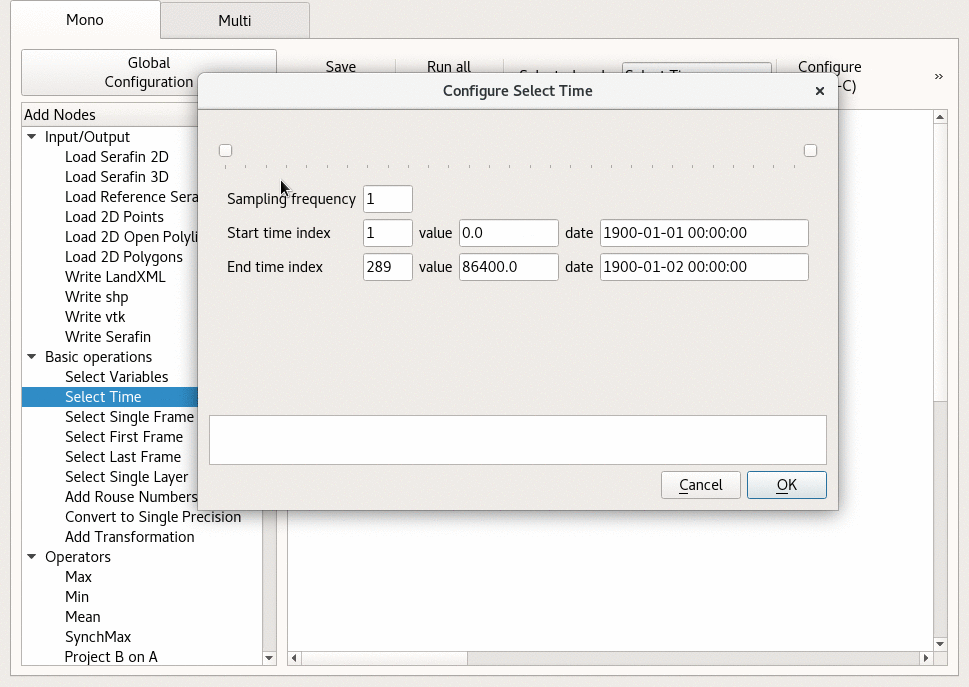 Mono
Multi
Global
Configuration
Save
Run all
Configure
-C)
»
Add Nodes
Input/Output
Load Serafin 2D
Load Serafin 3D
Load Reference Sera
Load 2D Points
Load 2D Open Polyli
Load 2D Polygons
Write LandXML
Write shp
Write vtk
Write Serafin
Basic operations
Select Variables
Select Time
Select Single Frame
Select First Frame
Select Last Frame
Select Single Layer
Add Rouse Numbers
Convert to Single Precision
Add Transformation
Operators
Max
Min
Mean
SynchMax
Project B on A
Configure Select Time
Sampling frequency 1
Start time index 1 value 0.0 date 1900-01-01 00:00:00
End time index 289 value 86400.0 date 1900-01-02 00:00:00
Cancel
OK